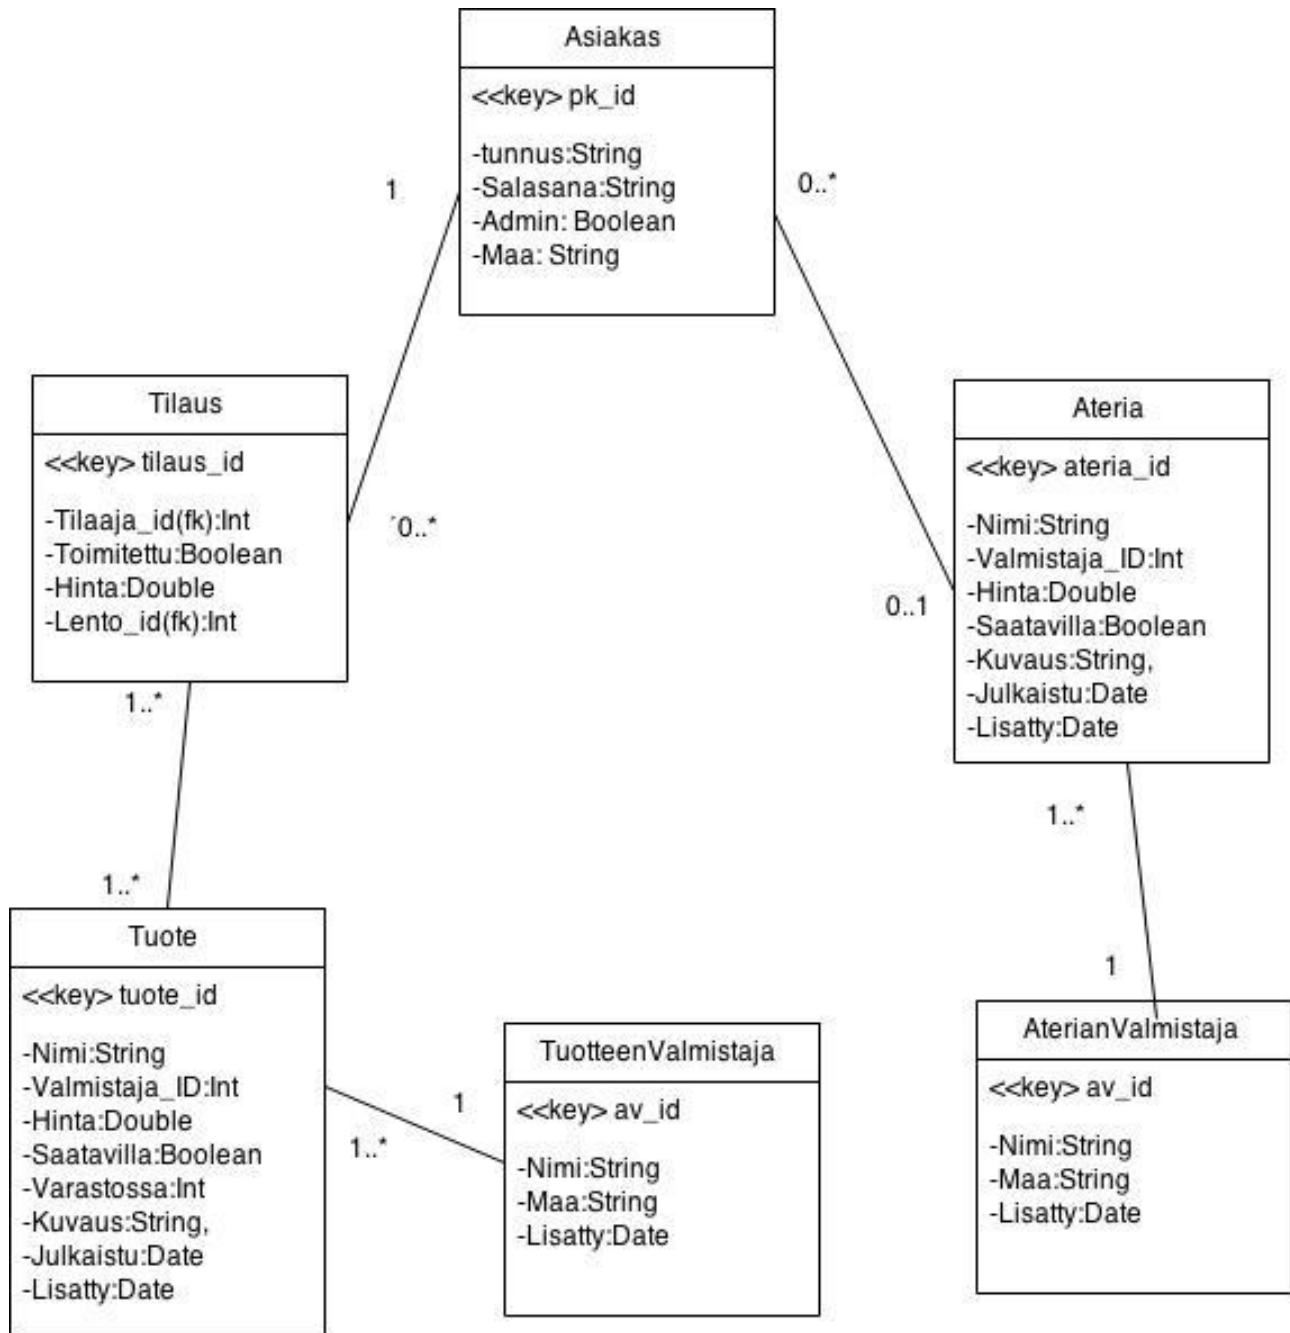 Asiakas
<<key> pk_id
-tunnus:String
-Salasana:String
-Admin: Boolean
-Maa: String
1
0..*
Tilaus
<<key> tilaus_id
-Tilaaja_id(fk):Int
-Toimitettu:Boolean
-Hinta:Double
-Lento_id(fk):Int
´0..*
1..*
Ateria
<<key> ateria_id
-Nimi:String
-Valmistaja_ID:Int
-Hinta:Double
-Saatavilla:Boolean
-Kuvaus:String,
-Julkaistu:Date
-Lisatty:Date
0..1
1..*
1..*
Tuote
<<key> tuote_id
-Nimi:String
-Valmistaja_ID:Int
-Hinta:Double
-Saatavilla:Boolean
-Varastossa:Int
-Kuvaus:String,
-Julkaistu:Date
-Lisatty:Date
1
1..*
TuotteenValmistaja
<<key> av_id
-Nimi:String
-Maa:String
-Lisatty:Date
1
AterianValmistaja
<<key> av_id
-Nimi:String
-Maa:String
-Lisatty:Date